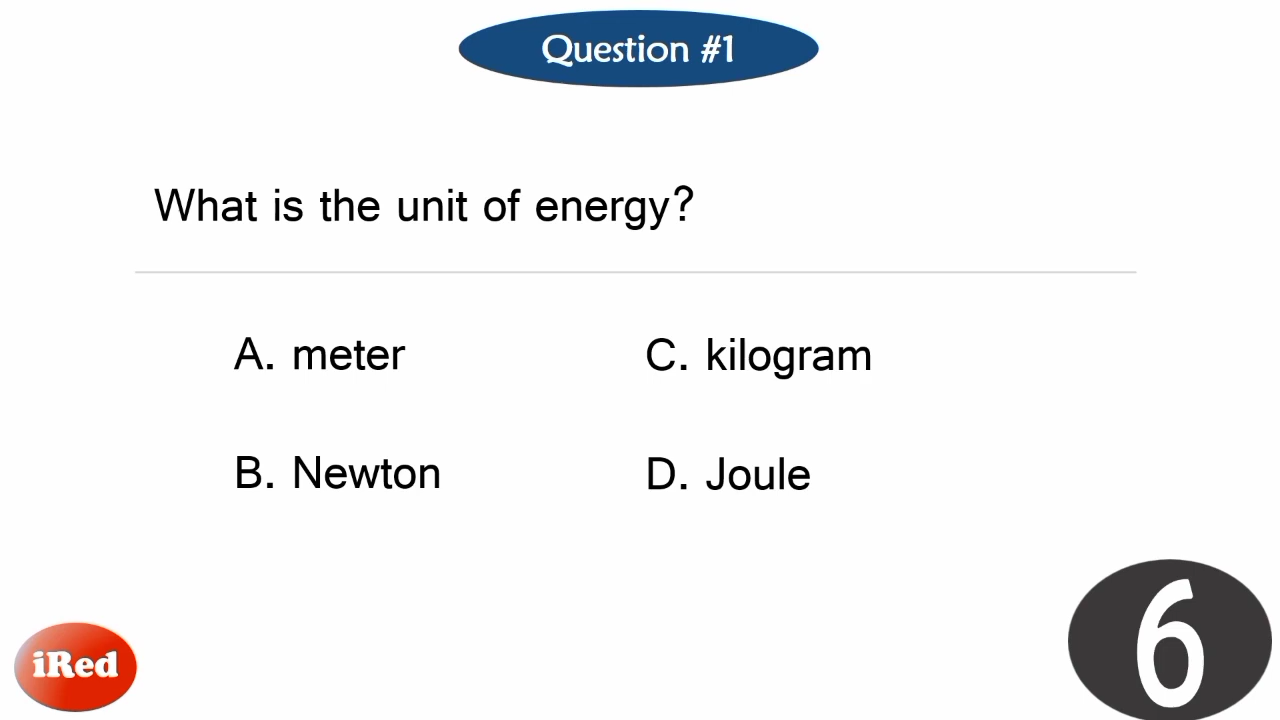 Question #1
What is the unit of energy?
A. meter
C. kilogram
B. Newton
D. Joule
iRed
6